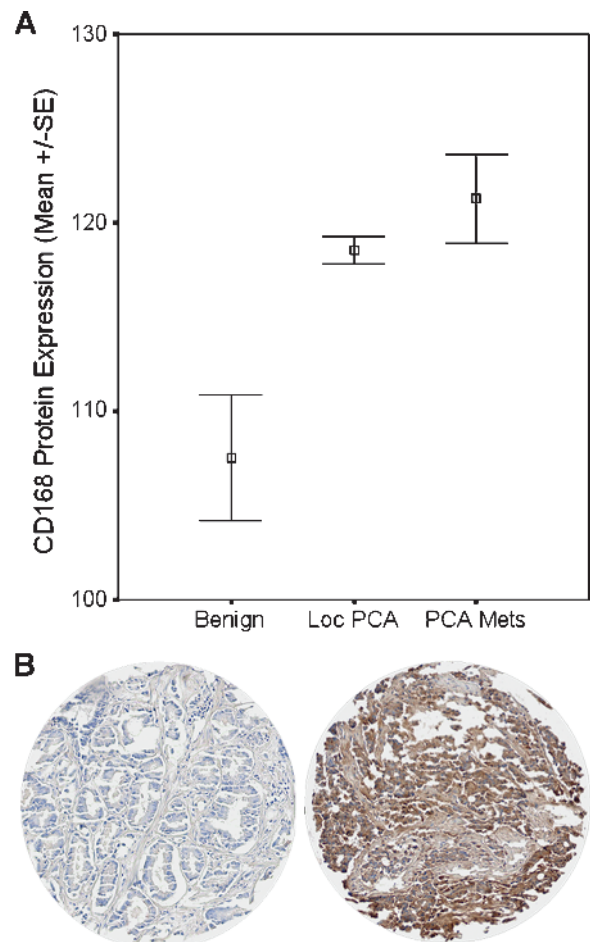 A
130
120
110
100
CD168 Protein Expression (Mean +/-SE)
Benign Loc PCA PCA Mets
B